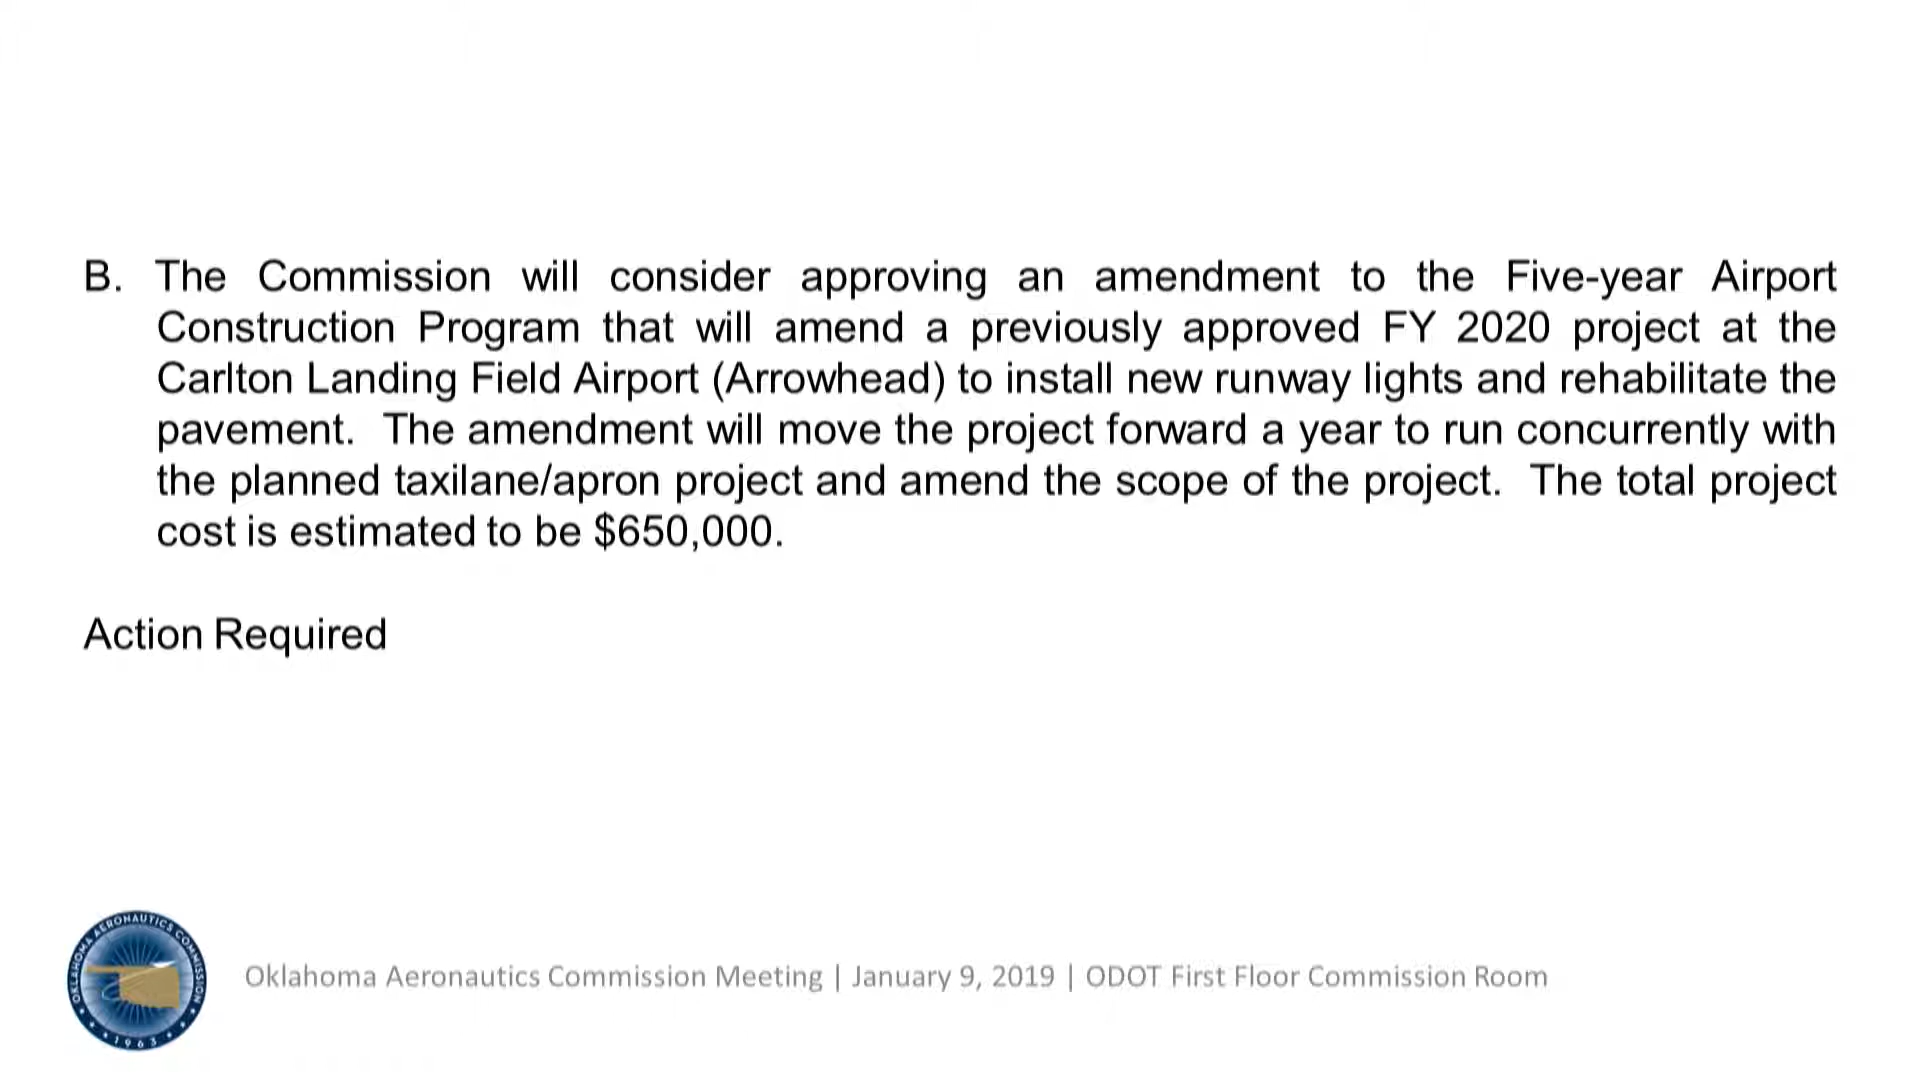 B. The Commission will consider approving an amendment to the Five-year Airport
Construction Program that will amend a previously approved FY 2020 project at the
Carlton Landing Field Airport (Arrowhead) to install new runway lights and rehabilitate the
pavement. The amendment will move the project forward a year to run concurrently with
the planned taxilane/apron project and amend the scope of the project. The total project
cost is estimated to be $650,000.
Action Required
OKLAHOMA AERONAUTICS COMMISSION
1963
Oklahoma Aeronautics Commission Meeting | January 9, 2019 | ODOT First Floor Commission Room